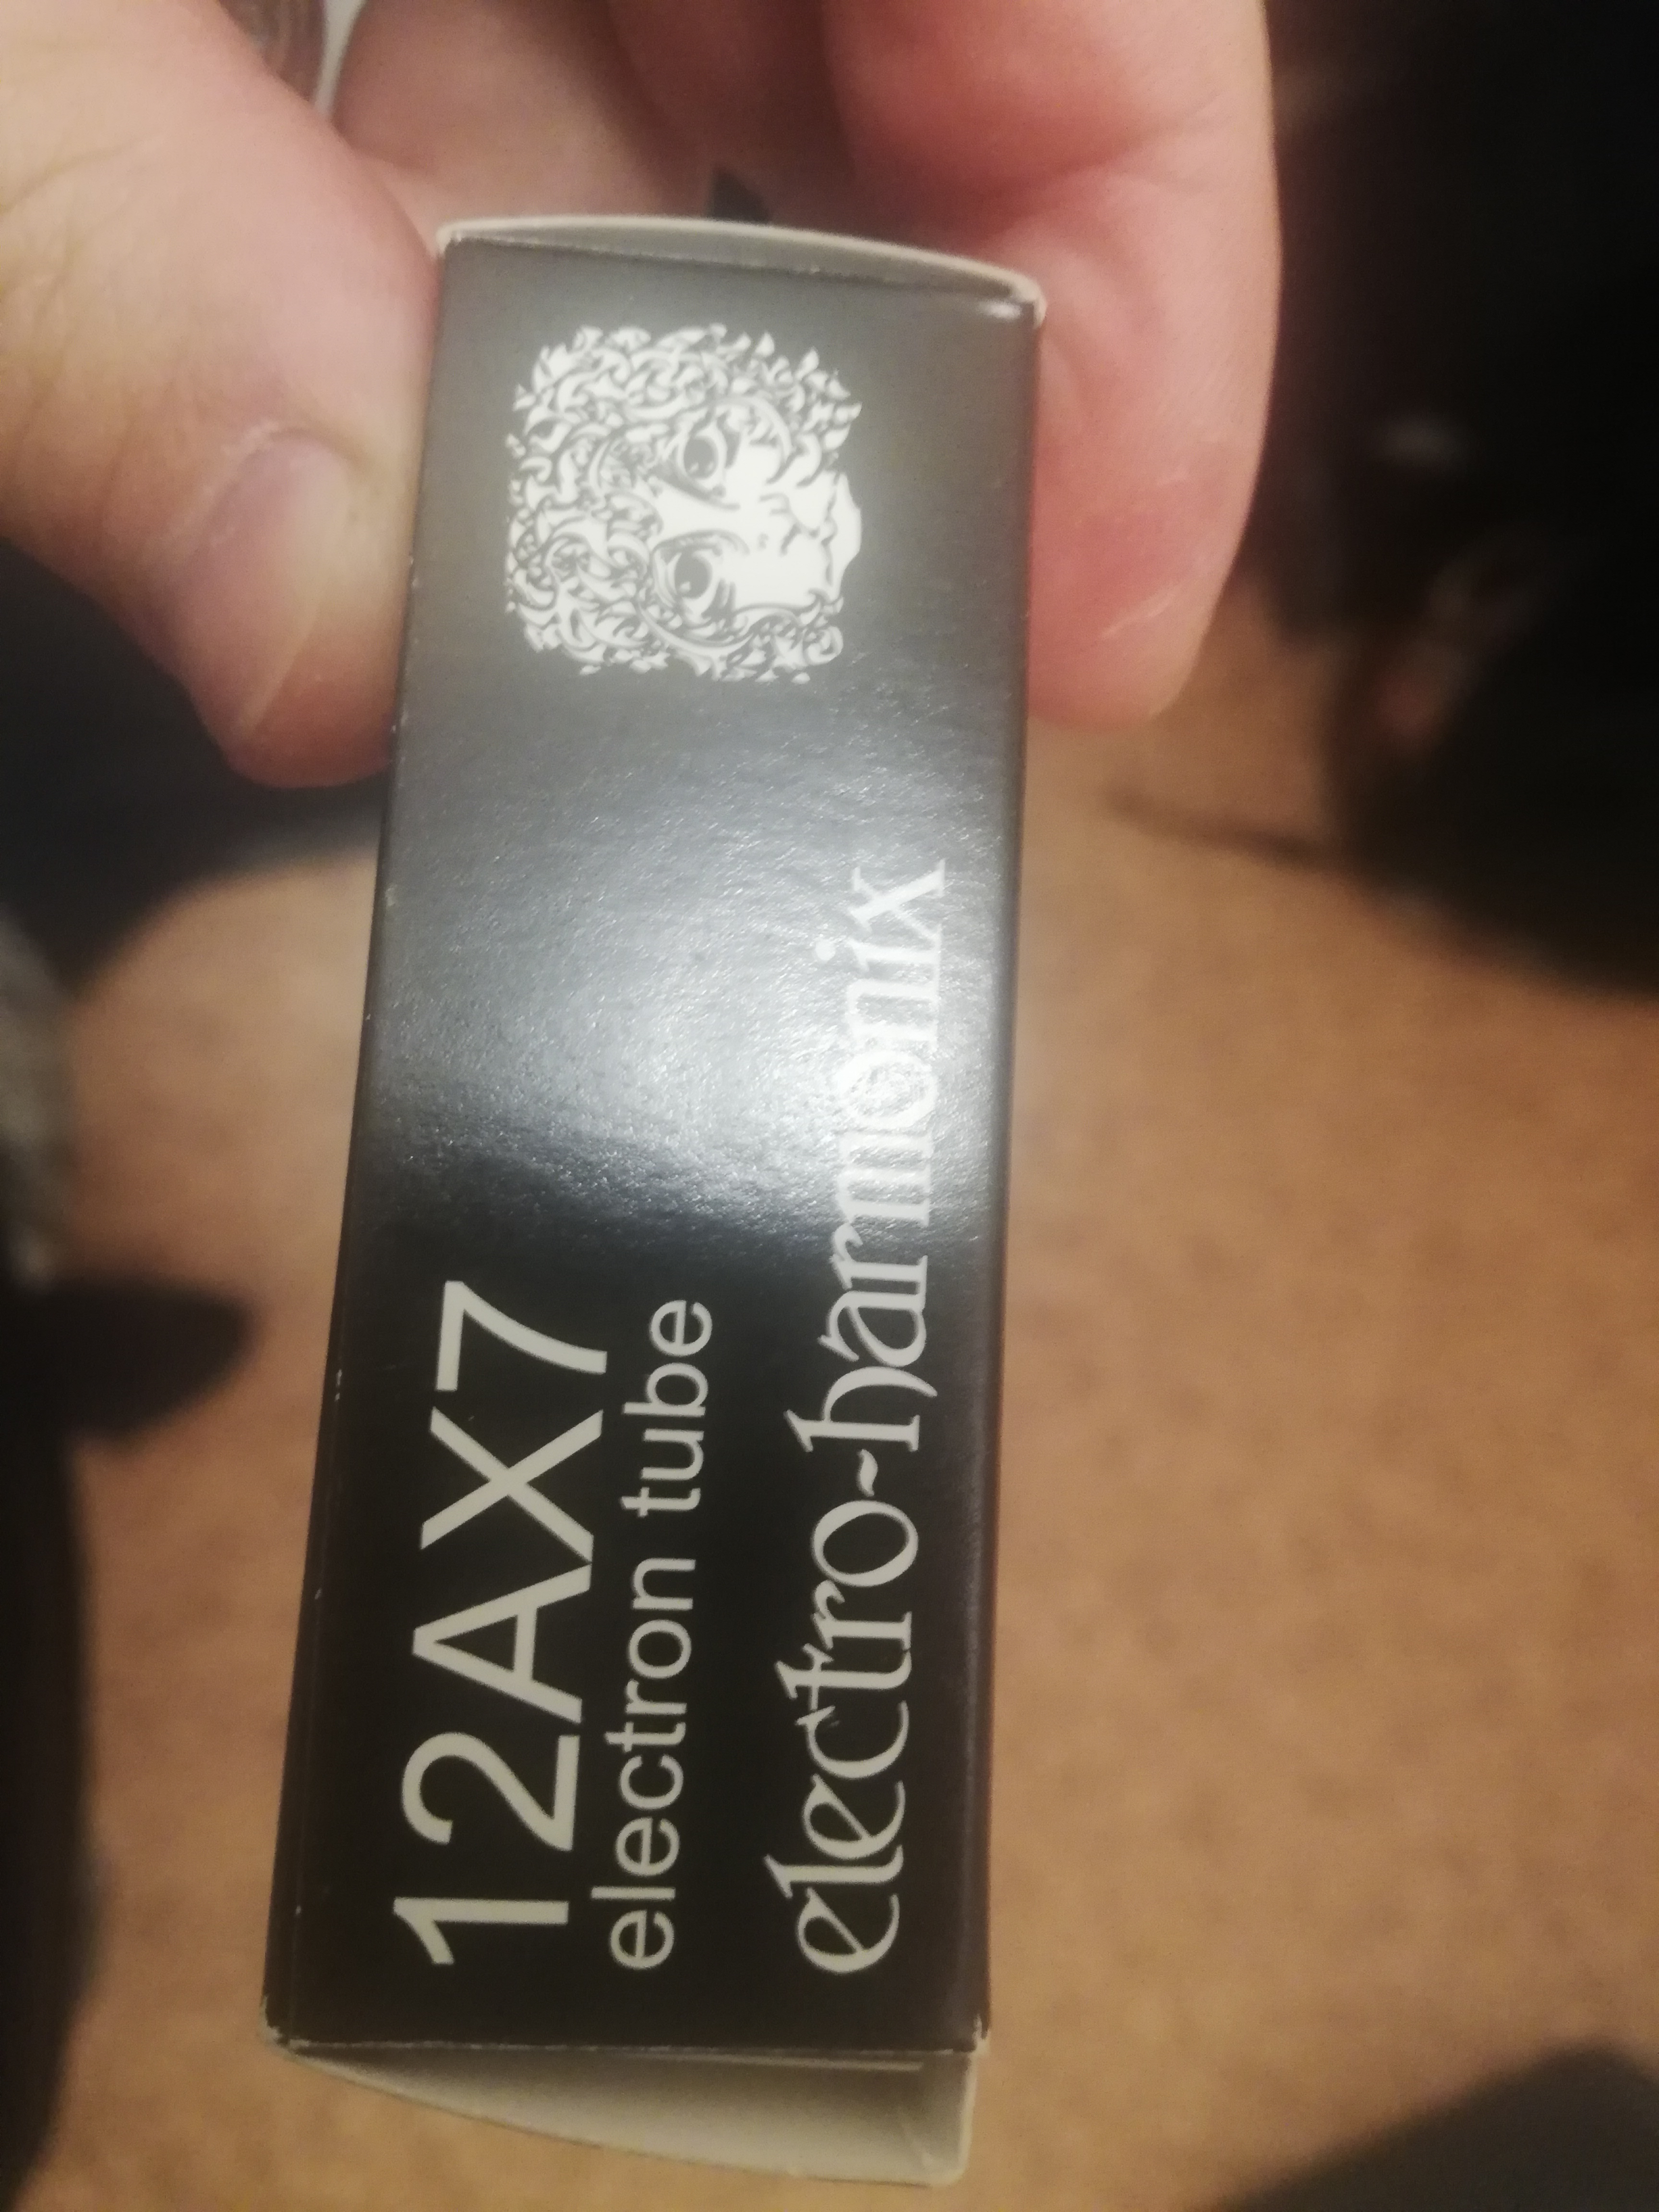 12AX7
electron tube
electro-harmonix